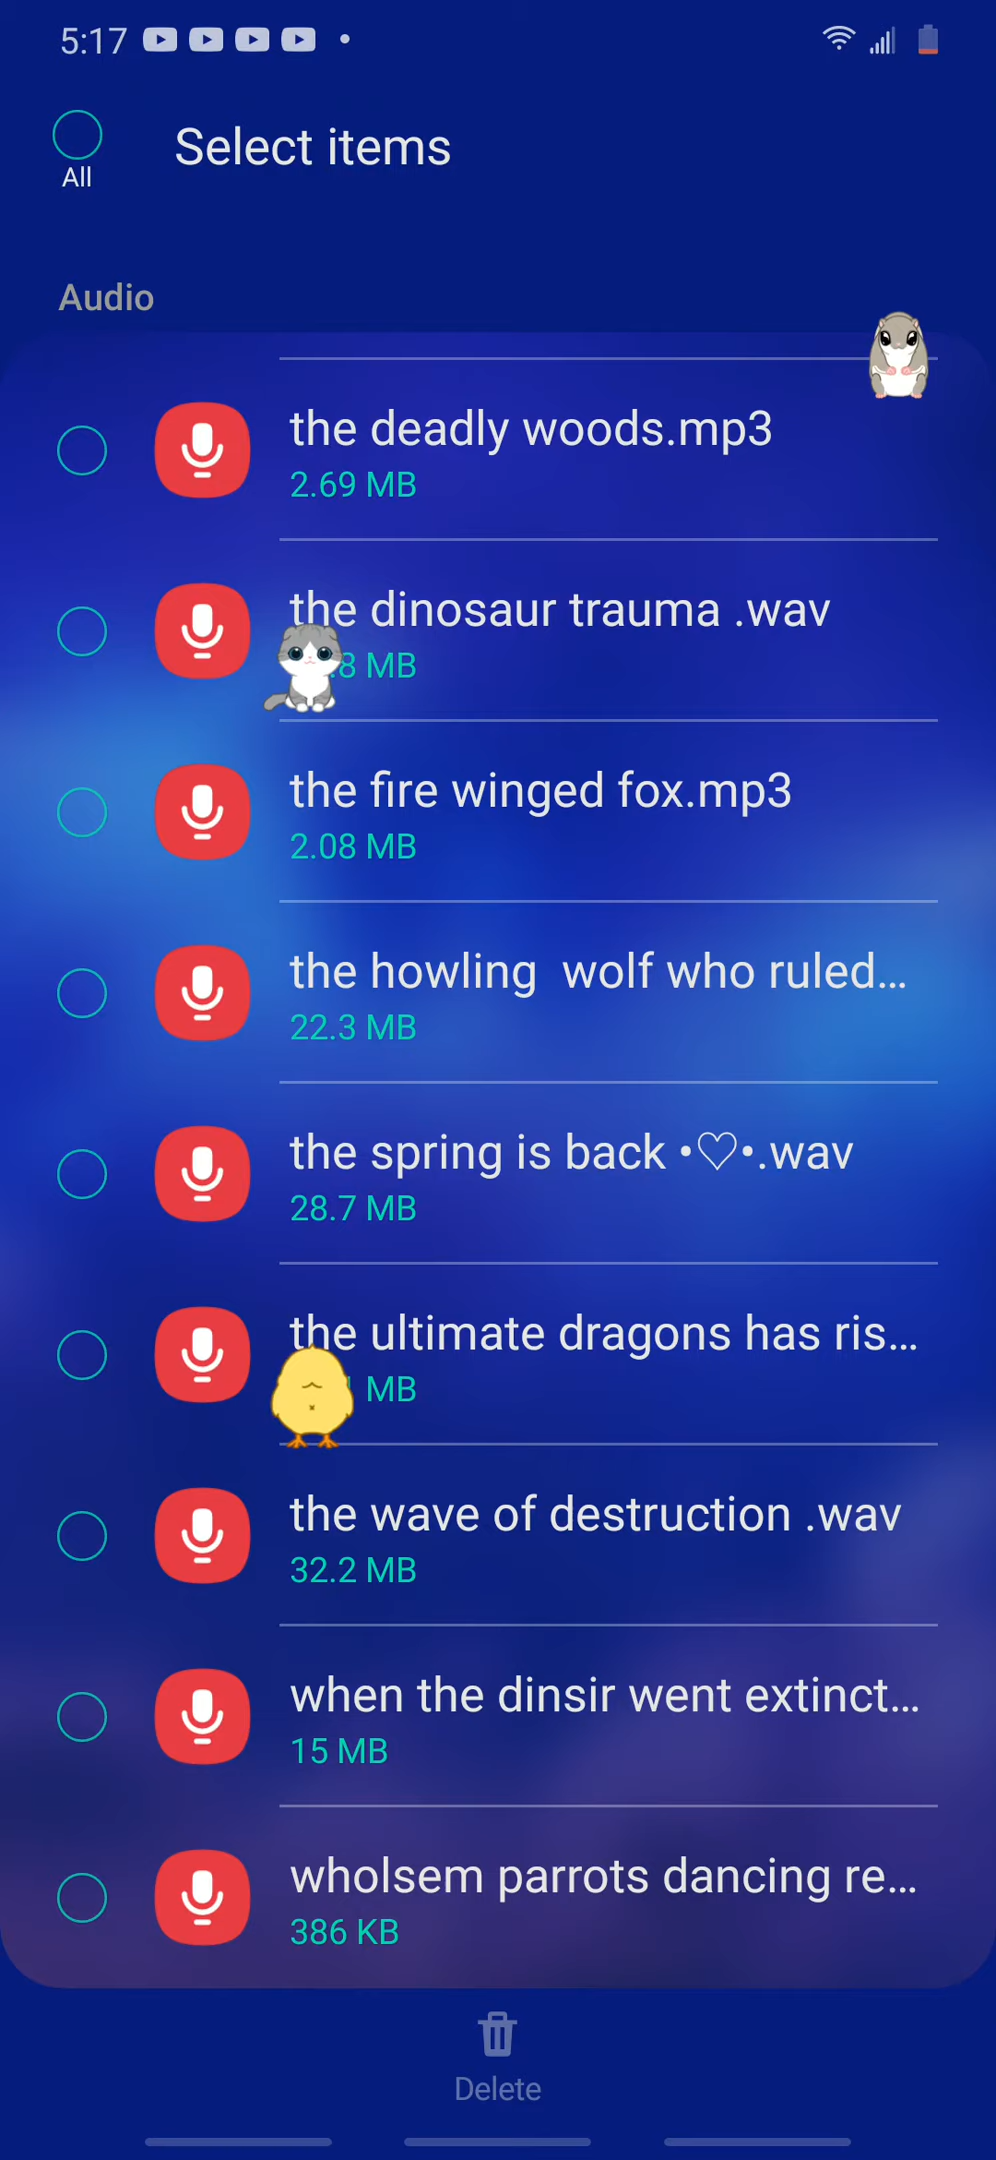 5:17
All
Select items
Audio
the deadly woods.mp3
2.69 MB
the dinosaur trauma .wav
MB
the fire winged fox.mp3
2.08 MB
the howling  wolf who ruled...
22.3 MB
the spring is back •♡•.wav
28.7 MB
the ultimate dragons has ris...
MB
the wave of destruction .wav
32.2 MB
when the dinsir went extinct...
15 MB
wholsem parrots dancing re...
386 KB
Delete